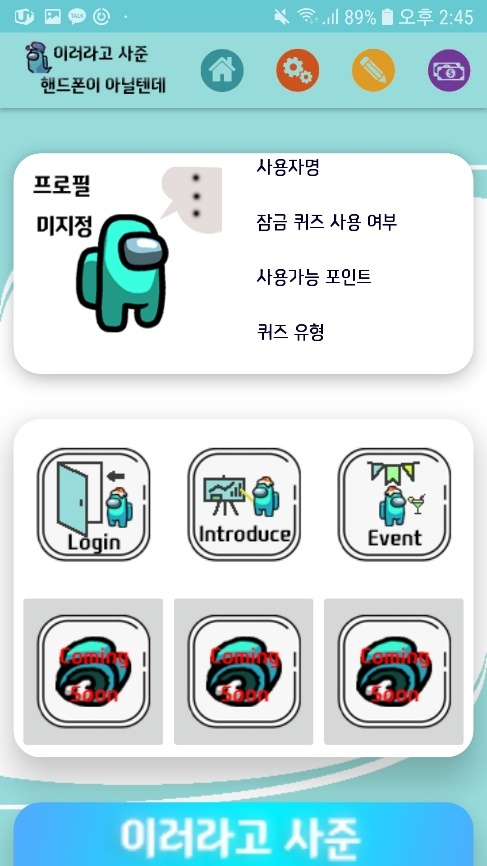 89% 오후 2:45
이러라고 사준
핸드폰이 아닐텐데
프로필
미지정
사용자명
잠금 퀴즈 사용 여부
사용가능 포인트
퀴즈 유형
Login
Introduce
Event
Coming
Soon
Coming
Soon
Coming
Soon
이러라고 사준